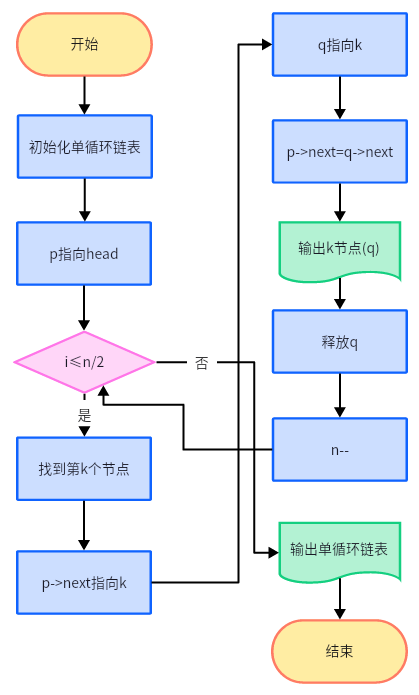 开始
初始化单循环链表
p指向head
i≤n/2
否
是
找到第k个节点
p->next指向k
q指向k
p->next=q->next
输出k节点(q)
释放q
n--
输出单循环链表
结束